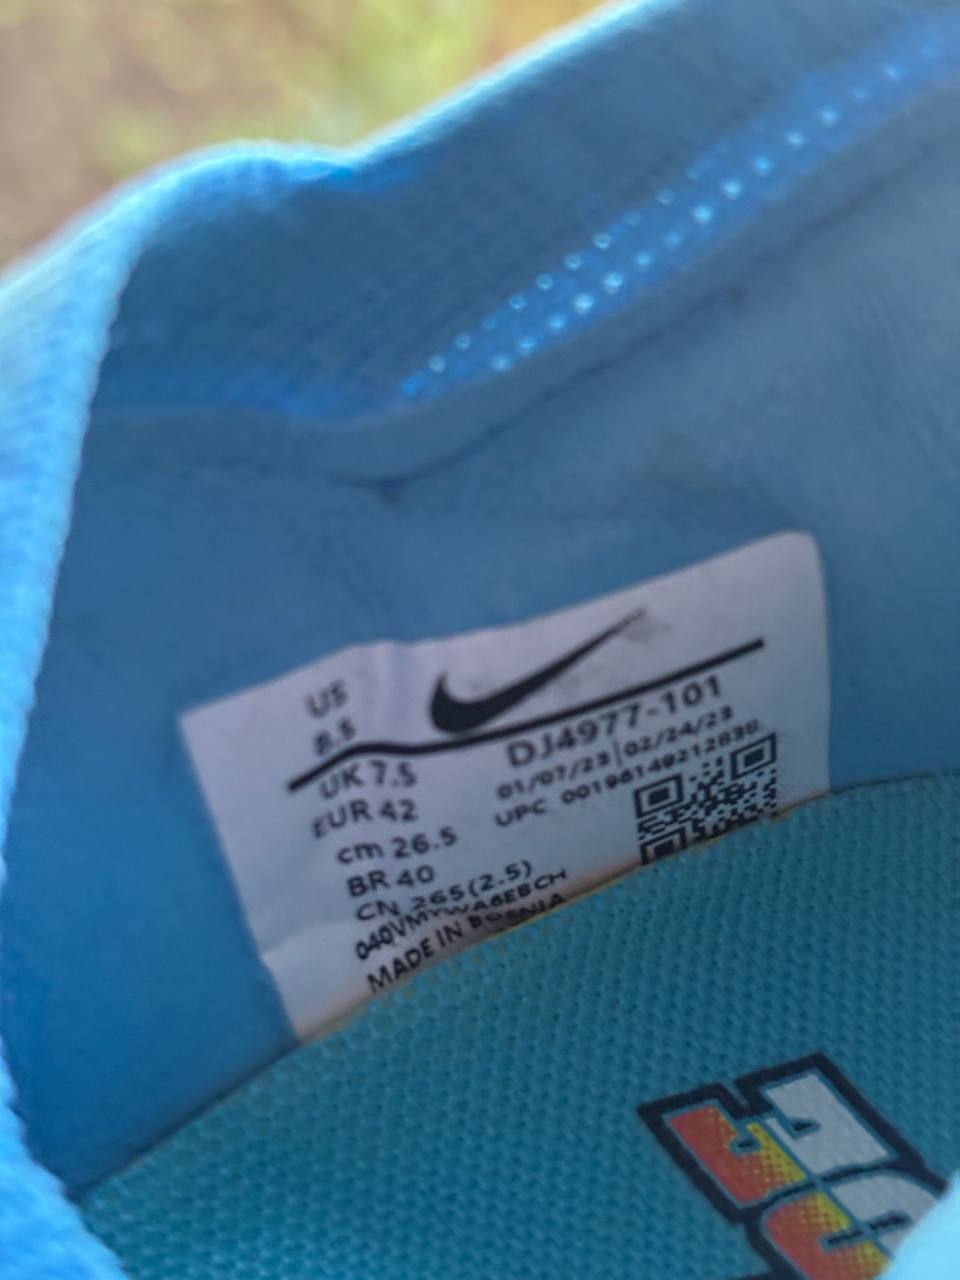 US
8.5
UK 7.5
EUR 42
cm 26.5
BR 40
CN 265(2.5)
MADE IN BOSNIA
DJ4977-101
01/07/23|02/24/23
UPC